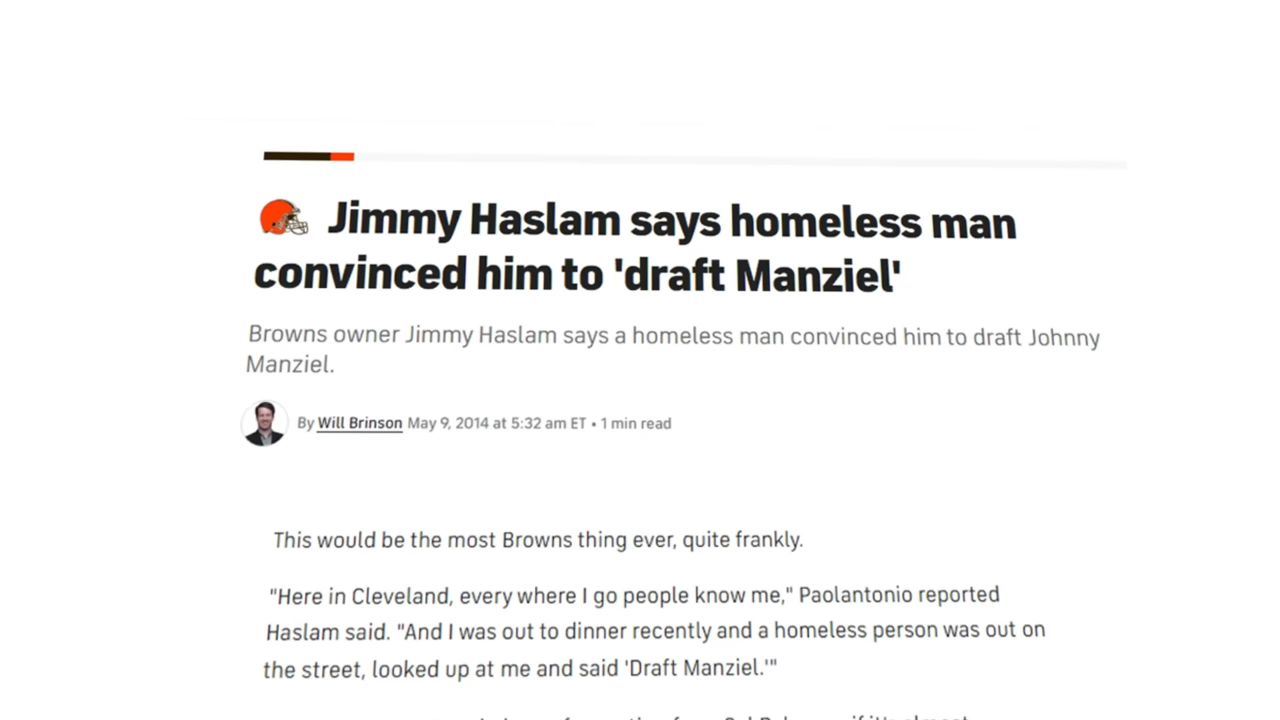 Jimmy Haslam says homeless man
convinced him to 'draft Manziel'
Browns owner Jimmy Haslam says a homeless man convinced him to draft Johnny
Manziel.
By Will Brinson May 9, 2014 at 5:32 am ET • 1 min read
This would be the most Browns thing ever, quite frankly.
"Here in Cleveland, every where I go people know me," Paolantonio reported
Haslam said. "And I was out to dinner recently and a homeless person was out on
the street, looked up at me and said 'Draft Manziel.'"